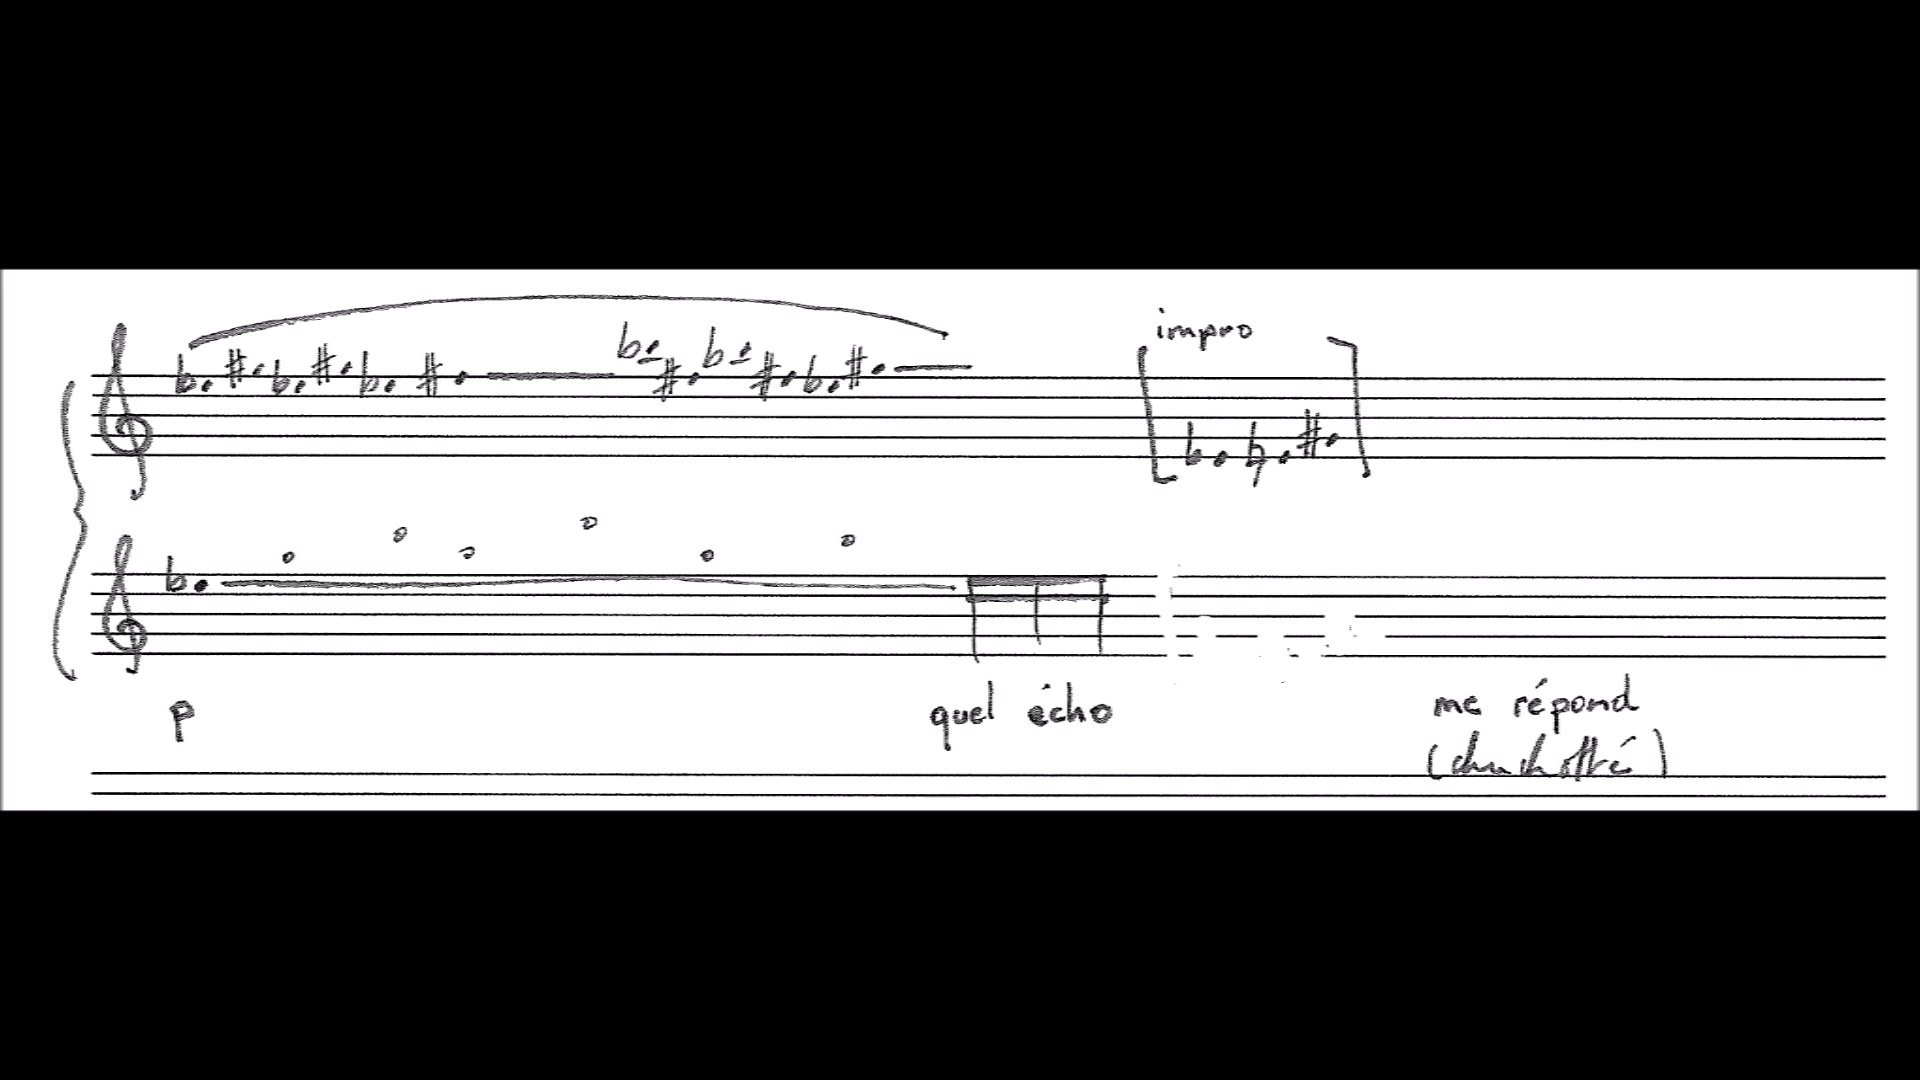 impro
p
quel écho me répond
(chuchotté)